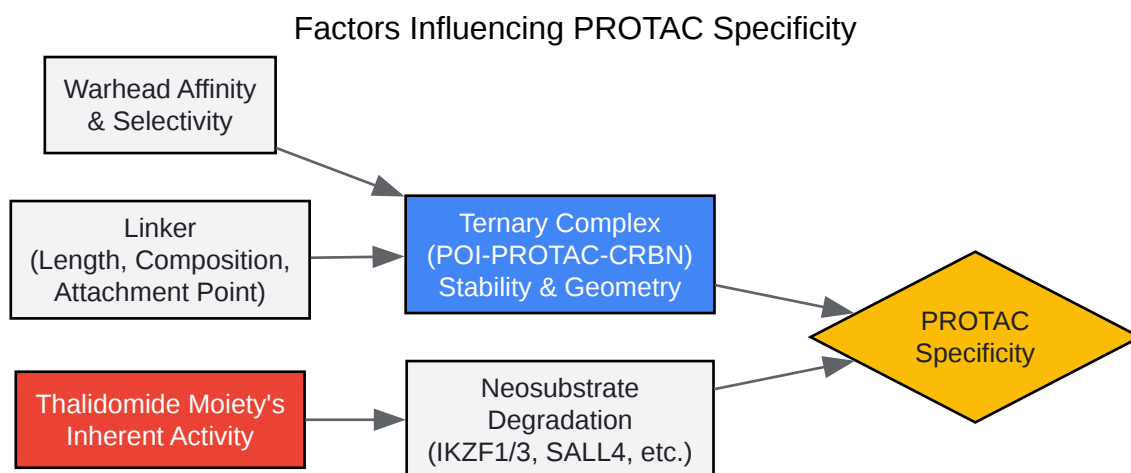 Factors Influencing PROTAC Specificity
Warhead Affinity
& Selectivity
Linker
(Length, Composition,
Attachment Point)
Thalidomide Moiety's
Inherent Activity
Ternary Complex
(POI-PROTAC-CRBN)
Stability & Geometry
Neosubstrate
Degradation
(IKZF1/3, SALL4, etc.)
PROTAC
Specificity